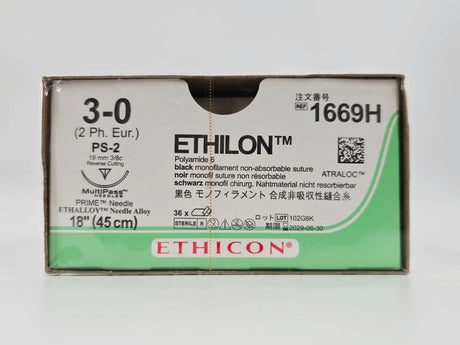 3-0
(2 Ph. Eur.)
PS-2
19 mm 3/8c
Reverse Cutting
MultiPass™
NEEDLES
PRIME™ Needle
ETHALLOY™ Needle Alloy
18" (45 cm)
ETHILON™
Polyamide 6
black monofilament non-absorbable suture
noir monofil suture non résorbable
schwarz monofil chirurg. Nahtmaterial nicht resorbierbar
黒色 モノフィラメント 合成非吸収性縫合糸
36 x
STERILE R
注文番号
REF 1669H
ATRALOC™
ロット LOT 102G6K
期限 2029-06-30
ETHICON®